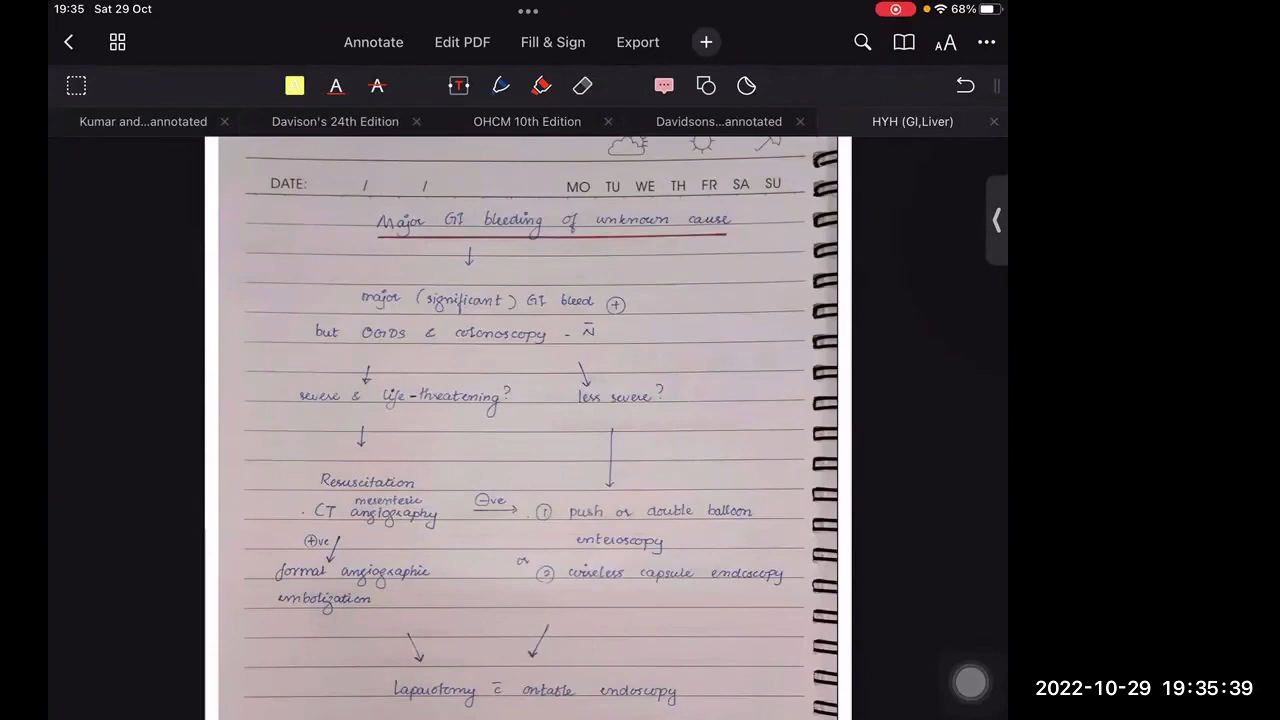 19:35 Sat 29 Oct
68%
Annotate Edit PDF Fill & Sign Export
Kumar and...annotated Davison's 24th Edition OHCM 10th Edition Davidsons...annotated HYH (GI,Liver)
DATE: / / MO TU WE TH FR SA SU
Major GI bleeding of unknown cause
↓
major (significant) GI bleed ⊕
but OGDS & colonoscopy - N̄
severe & life-threatening? less severe?
Resuscitation
mesenteric
. CT angiography ⊖ve → . ① push or double balloon
enteroscopy
⊕ve
or
formal angiographic ② wireless capsule endoscopy
embolization
Laparotomy c̄ ontable endoscopy
2022-10-29 19:35:39